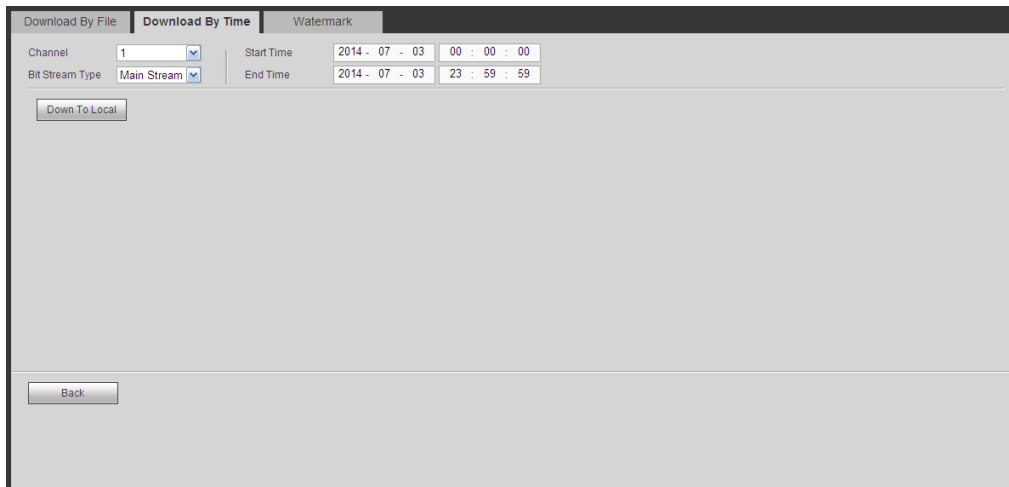 Download By File Download By Time Watermark
Channel 1 Start Time 2014 - 07 - 03 00 : 00 : 00
Bit Stream Type Main Stream End Time 2014 - 07 - 03 23 : 59 : 59
Down To Local
Back